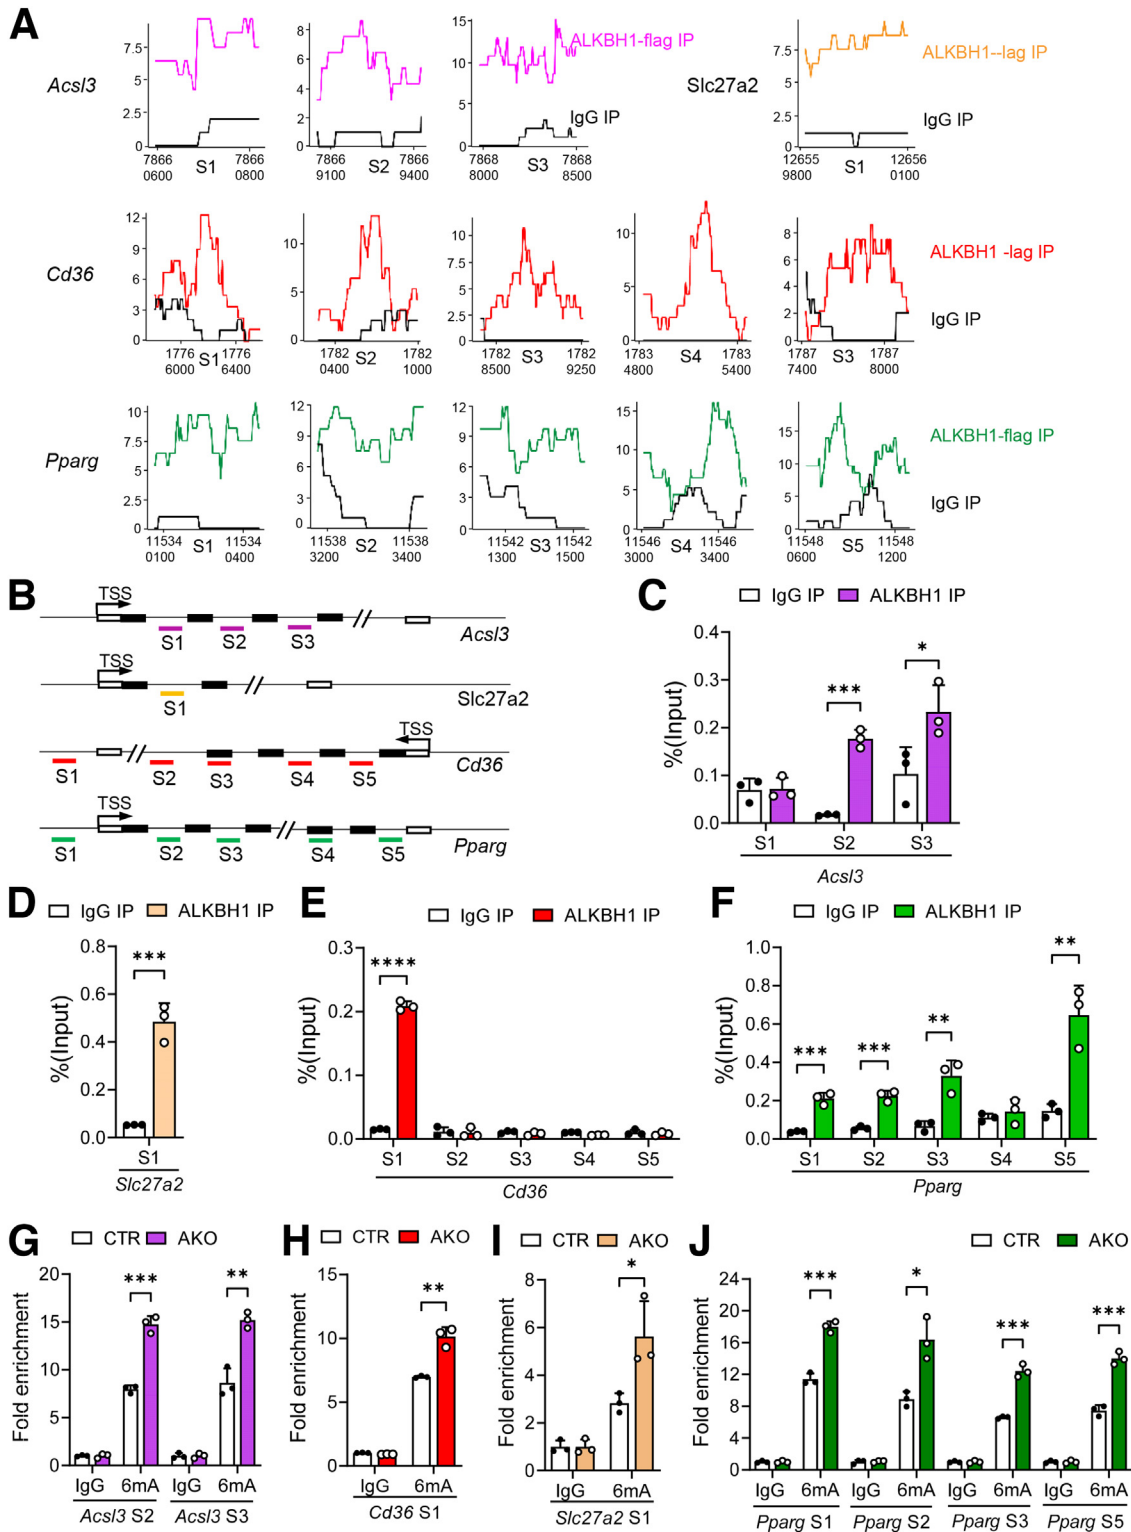 A
Acsl3
7.5
5
2.5
0
7866
0600
S1
7866
0800
8
6
4
2
0
7866
9100
S2
7866
9400
15
10
5
0
7868
8000
S3
7868
8500
ALKBH1-flag IP
IgG IP
Slc27a2
7.5
5
2.5
0
12655
9800
S1
12656
0100
ALKBH1--lag IP
IgG IP
Cd36
12
9
6
3
0
1776
6000
S1
1776
6400
10
5
0
1782
0400
S2
1782
1000
10
7.5
5
2.5
0
1782
8500
S3
1782
9250
10
5
0
1783
4800
S4
1783
5400
8
6
4
2
0
1787
7400
S3
1787
8000
ALKBH1 -lag IP
IgG IP
Pparg
10
7.5
5
2.5
0
11534
0100
S1
11534
0400
12
9
6
3
0
11538
3200
S2
11538
3400
12
9
6
3
0
11542
1300
S3
11542
1500
15
10
5
0
11546
3000
S4
11546
3400
15
10
5
0
11548
0600
S5
11548
1200
ALKBH1-flag IP
IgG IP
B
TSS
S1 S2 S3
Acsl3
TSS
S1
Slc27a2
TSS
S1 S2 S3 S4 S5
Cd36
TSS
S1 S2 S3 S4 S5
Pparg
C
IgG IP ALKBH1 IP
%(Input)
0.4
0.3
0.2
0.1
0.0
***
*
S1 S2 S3
Acsl3
D
IgG IP ALKBH1 IP
%(Input)
0.8
0.6
0.4
0.2
0.0
***
S1
Slc27a2
E
IgG IP ALKBH1 IP
%(Input)
0.3
0.2
0.1
0.0
****
S1 S2 S3 S4 S5
Cd36
F
IgG IP ALKBH1 IP
%(Input)
1.0
0.8
0.6
0.4
0.2
0.0
***
***
**
**
S1 S2 S3 S4 S5
Pparg
G
CTR AKO
Fold enrichment
20
15
10
5
0
***
**
IgG 6mA IgG 6mA
Acsl3 S2 Acsl3 S3
H
CTR AKO
Fold enrichment
15
10
5
0
**
IgG 6mA
Cd36 S1
I
CTR AKO
Fold enrichment
8
6
4
2
0
*
IgG 6mA
Slc27a2 S1
J
CTR AKO
Fold enrichment
24
20
16
12
8
4
0
***
*
***
***
IgG 6mA IgG 6mA IgG 6mA IgG 6mA
Pparg S1 Pparg S2 Pparg S3 Pparg S5